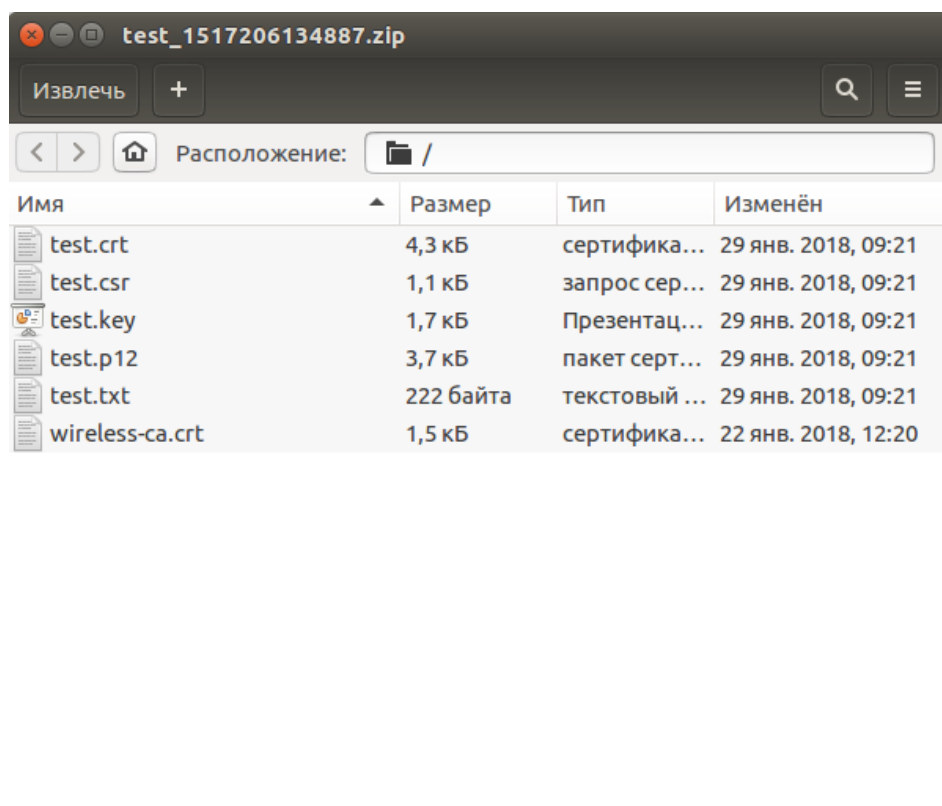 test_1517206134887.zip
Извлечь +
Расположение: /
Имя Размер Тип Изменён
test.crt 4,3 кБ сертифика... 29 янв. 2018, 09:21
test.csr 1,1 кБ запрос сер... 29 янв. 2018, 09:21
test.key 1,7 кБ Презентац... 29 янв. 2018, 09:21
test.p12 3,7 кБ пакет серт... 29 янв. 2018, 09:21
test.txt 222 байта текстовый ... 29 янв. 2018, 09:21
wireless-ca.crt 1,5 кБ сертифика... 22 янв. 2018, 12:20